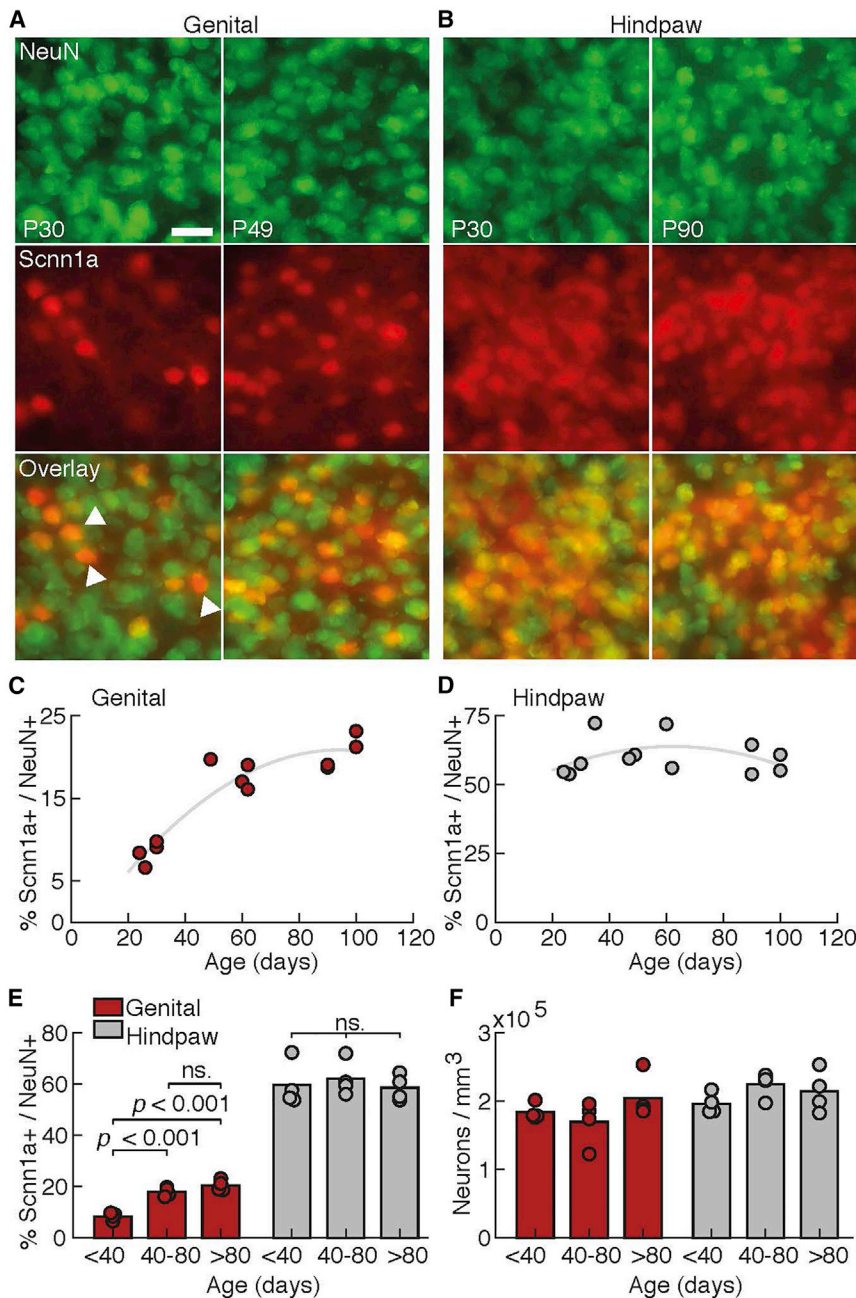 A
Genital
B
Hindpaw
NeuN
P30
P49
P30
P90
Scnn1a
Overlay
C
Genital
25
15
5
0
% Scnn1a+ / NeuN+
0 20 40 60 80 100 120
Age (days)
D
Hindpaw
75
50
25
0
% Scnn1a+ / NeuN+
0 20 40 60 80 100 120
Age (days)
E
Genital
Hindpaw
80
60
40
20
0
% Scnn1a+ / NeuN+
ns.
ns.
p < 0.001
p < 0.001
<40 40-80 >80 <40 40-80 >80
Age (days)
F
x10⁵
3
2
1
0
Neurons / mm³
<40 40-80 >80 <40 40-80 >80
Age (days)